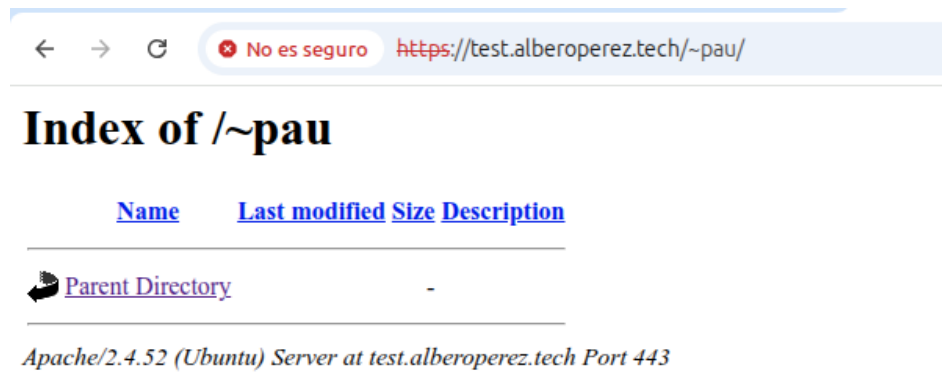 No es seguro https://test.alberoperez.tech/~pau/
Index of /~pau
Name Last modified Size Description
Parent Directory -
Apache/2.4.52 (Ubuntu) Server at test.alberoperez.tech Port 443